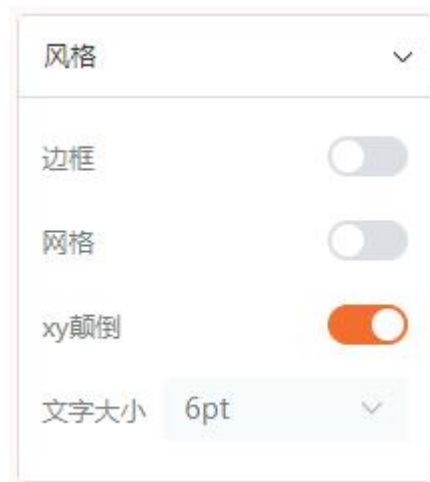 风格
边框
网格
xy颠倒
文字大小 6pt